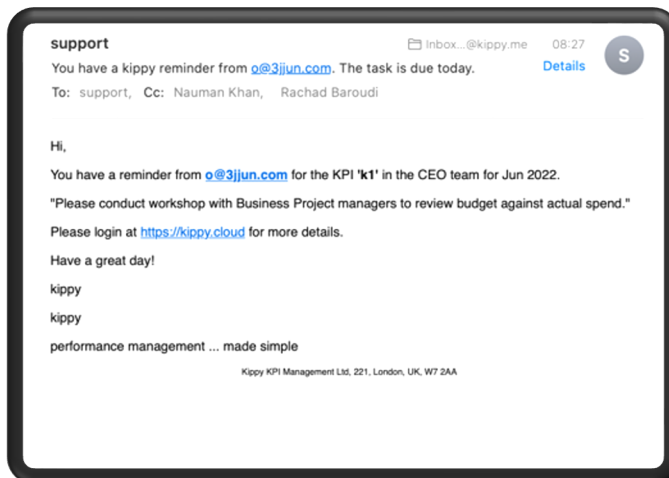 support
Inbox...@kippy.me 08:27
S
You have a kippy reminder from o@3jjun.com. The task is due today.
Details
To: support, Cc: Nauman Khan, Rachad Baroudi
Hi,
You have a reminder from o@3jjun.com for the KPI 'k1' in the CEO team for Jun 2022.
"Please conduct workshop with Business Project managers to review budget against actual spend."
Please login at https://kippy.cloud for more details.
Have a great day!
kippy
kippy
performance management ... made simple
Kippy KPI Management Ltd, 221, London, UK, W7 2AA